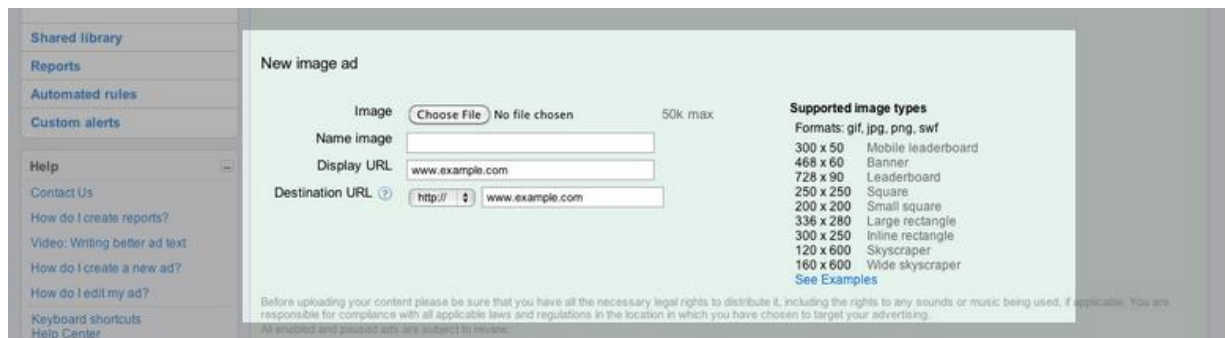 Shared library
Reports
Automated rules
Custom alerts
Help
Contact Us
How do I create reports?
Video: Writing better ad text
How do I create a new ad?
How do I edit my ad?
Keyboard shortcuts
Help Center
New image ad
Image Choose File No file chosen 50k max
Name image
Display URL www.example.com
Destination URL ? http:// www.example.com
Supported image types
Formats: gif, jpg, png, swf
300 x 50 Mobile leaderboard
468 x 60 Banner
728 x 90 Leaderboard
250 x 250 Square
200 x 200 Small square
336 x 280 Large rectangle
300 x 250 Inline rectangle
120 x 600 Skyscraper
160 x 600 Wide skyscraper
See Examples
Before uploading your content please be sure that you have all the necessary legal rights to distribute it, including the rights to any sounds or music being used, if applicable. You are
responsible for compliance with all applicable laws and regulations in the location in which you have chosen to target your advertising.
All enabled and paused ads are subject to review.